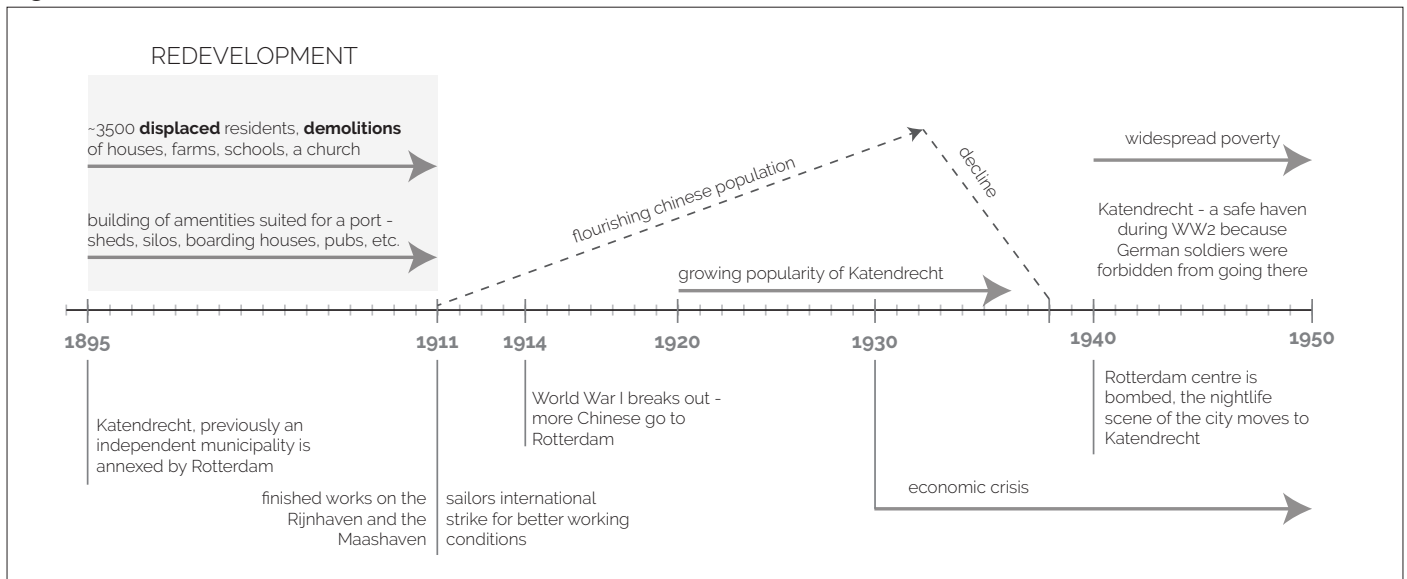 REDEVELOPMENT
~3500 displaced residents, demolitions
of houses, farms, schools, a church
building of amentities suited for a port -
sheds, silos, boarding houses, pubs, etc.
flourishing chinese population
decline
growing popularity of Katendrecht
widespread poverty
Katendrecht - a safe haven
during WW2 because
German soldiers were
forbidden from going there
1895
1911
1914
1920
1930
1940
1950
Katendrecht, previously an
independent municipality is
annexed by Rotterdam
finished works on the
Rijnhaven and the
Maashaven
sailors international
strike for better working
conditions
World War I breaks out -
more Chinese go to
Rotterdam
economic crisis
Rotterdam centre is
bombed, the nightlife
scene of the city moves to
Katendrecht